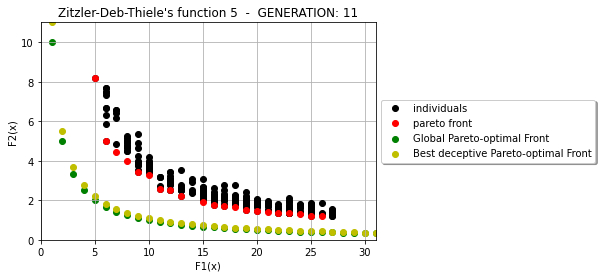 Zitzler-Deb-Thiele's function 5  -  GENERATION: 11
F2(x)
10
8
6
4
2
0
0 5 10 15 20 25 30
F1(x)
individuals
pareto front
Global Pareto-optimal Front
Best deceptive Pareto-optimal Front